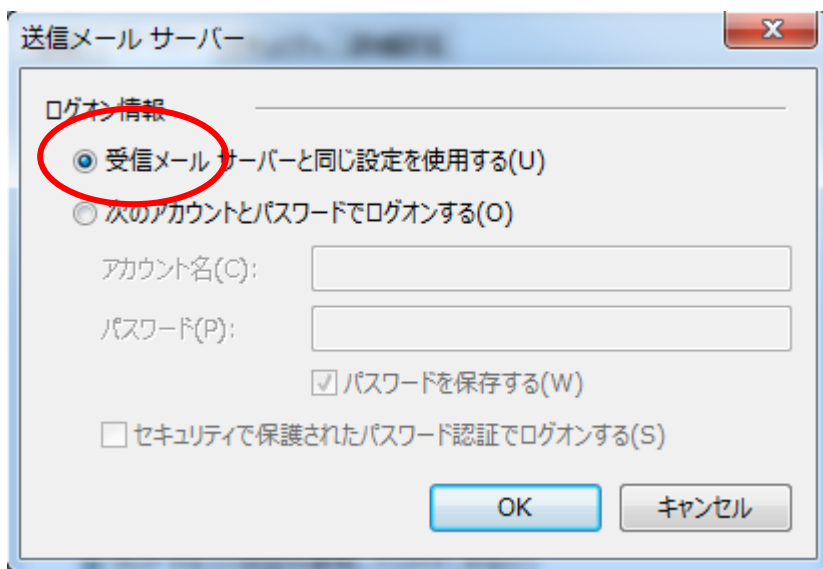 送信メール サーバー
ログオン情報
受信メール サーバーと同じ設定を使用する(U)
次のアカウントとパスワードでログオンする(O)
アカウント名(C):
パスワード(P):
パスワードを保存する(W)
セキュリティで保護されたパスワード認証でログオンする(S)
OK
キャンセル